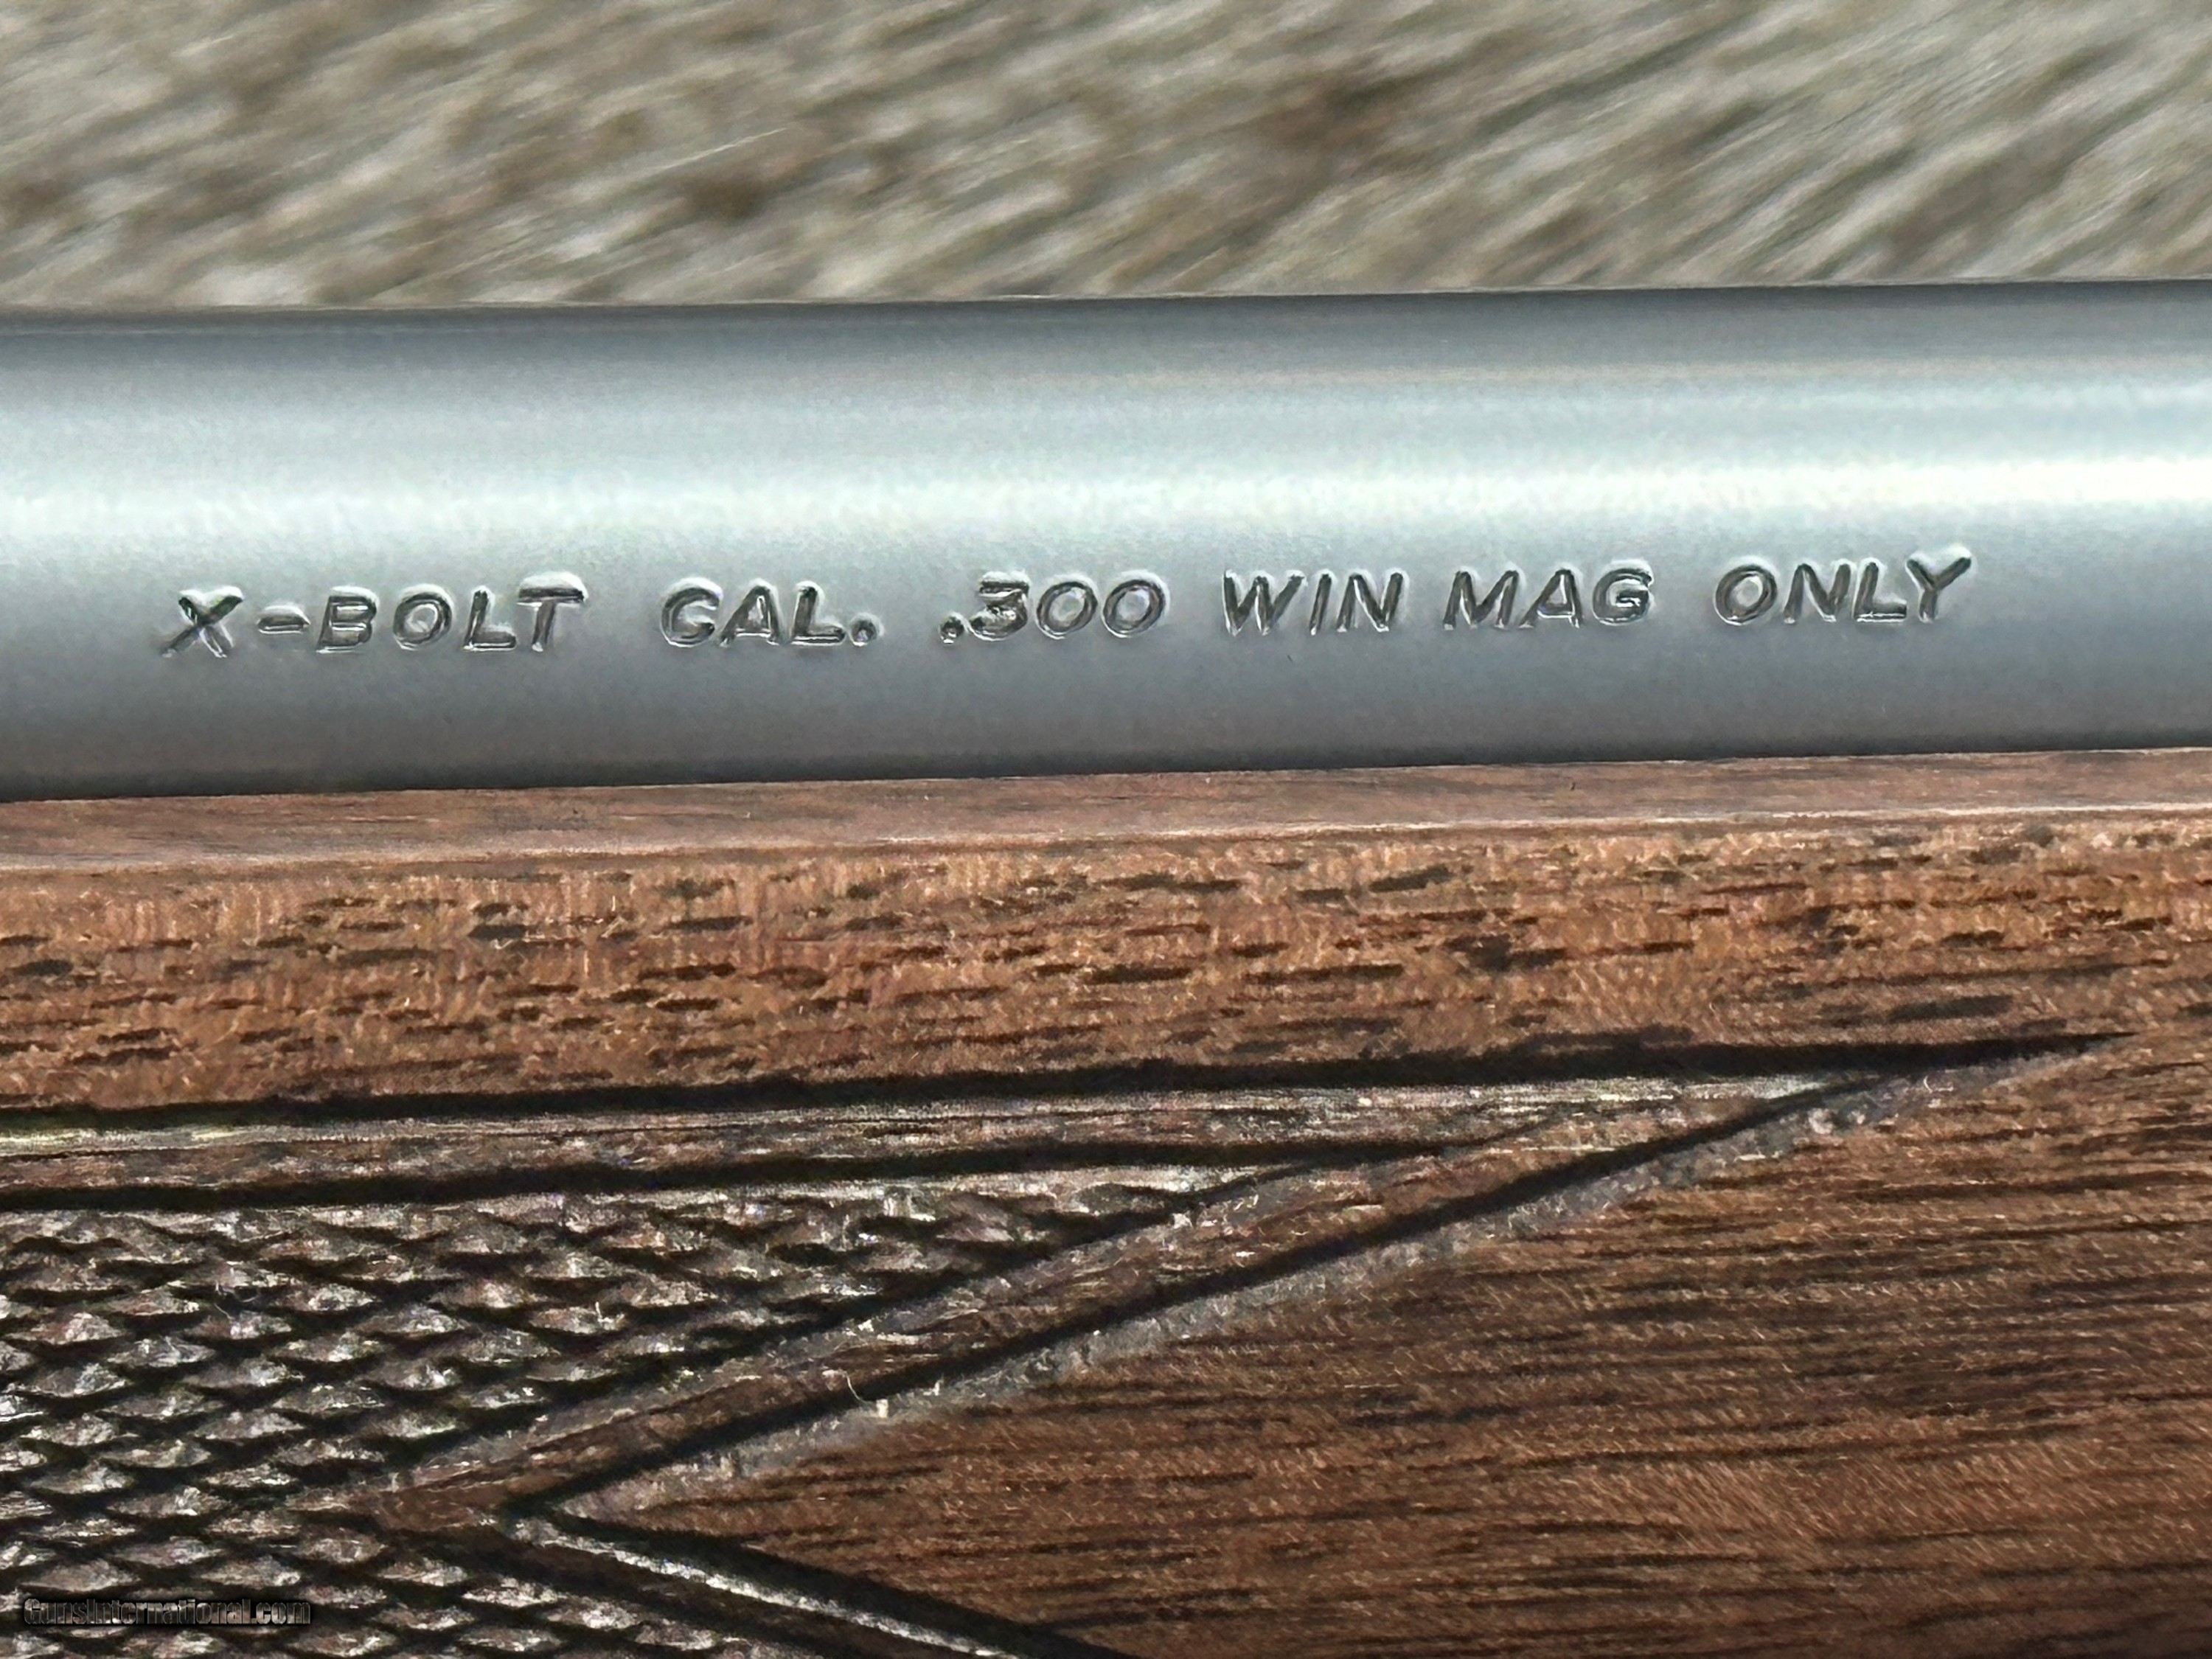 X-BOLT CAL. .300 WIN MAG ONLY
GunsInternational.com